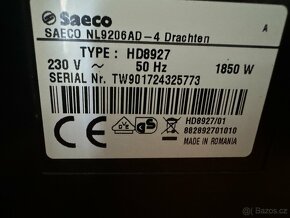 Saeco
SAECO NL9206AD-4 Drachten
A
TYPE : HD8927
230 V ~ 50 Hz 1850 W
SERIAL Nr. TW901724325773
CE
HD8927/01
882892701010
MADE IN ROMANIA
sbazar.cz